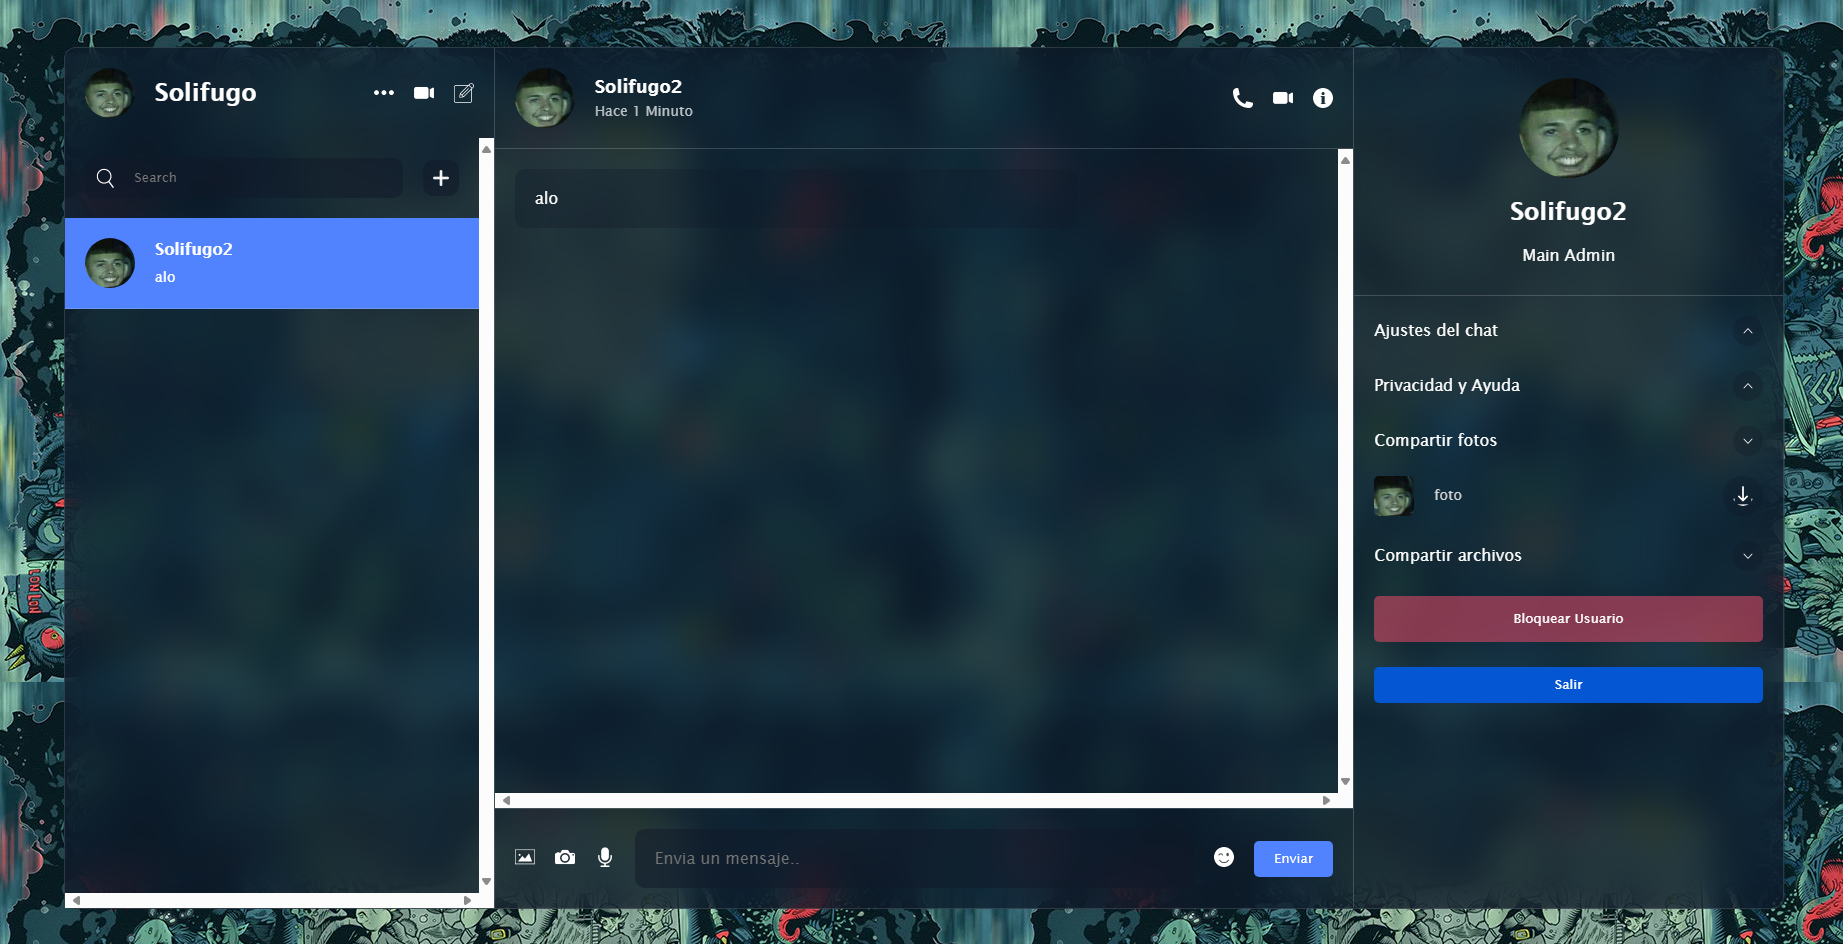 Solifugo
Search
Solifugo2
alo
Solifugo2
Hace 1 Minuto
alo
Envia un mensaje..
Enviar
Solifugo2
Main Admin
Ajustes del chat
Privacidad y Ayuda
Compartir fotos
foto
Compartir archivos
Bloquear Usuario
Salir
LONILON